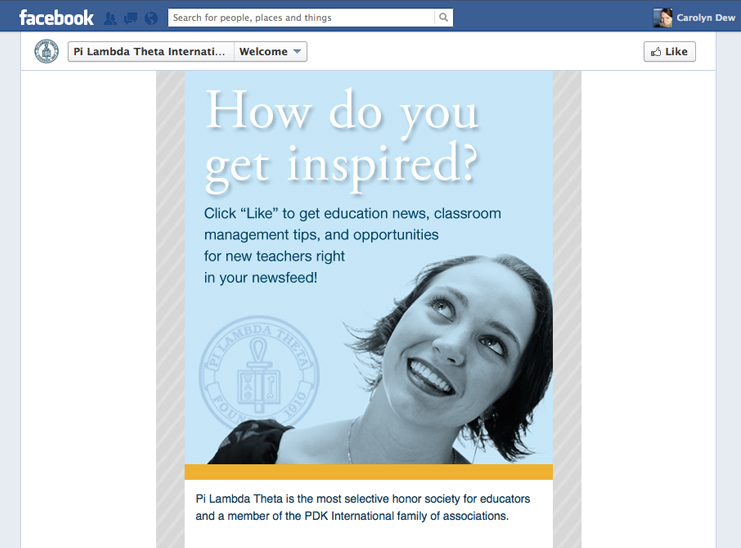 facebook
Search for people, places and things
Carolyn Dew
Pi Lambda Theta Internati...
Welcome
Like
How do you
get inspired?
Click “Like” to get education news, classroom
management tips, and opportunities
for new teachers right
in your newsfeed!
PI LAMBDA THETA
FOUNDED 1910
Pi Lambda Theta is the most selective honor society for educators
and a member of the PDK International family of associations.